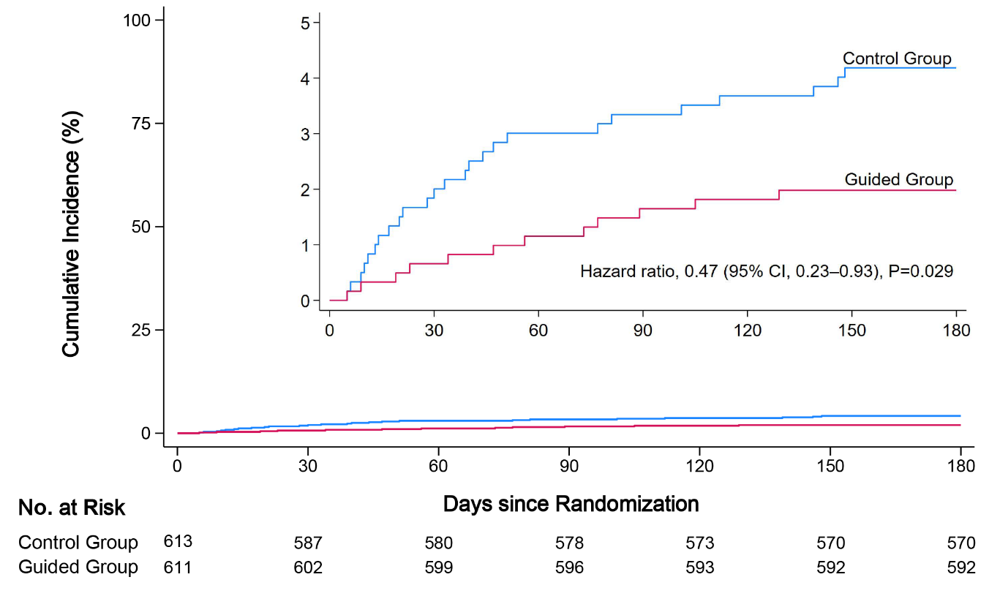 100
75
50
25
0
Cumulative Incidence (%)
5
4
3
2
1
0
Control Group
Guided Group
Hazard ratio, 0.47 (95% CI, 0.23–0.93), P=0.029
0 30 60 90 120 150 180
0 30 60 90 120 150 180
Days since Randomization
No. at Risk
Control Group 613 587 580 578 573 570 570
Guided Group 611 602 599 596 593 592 592